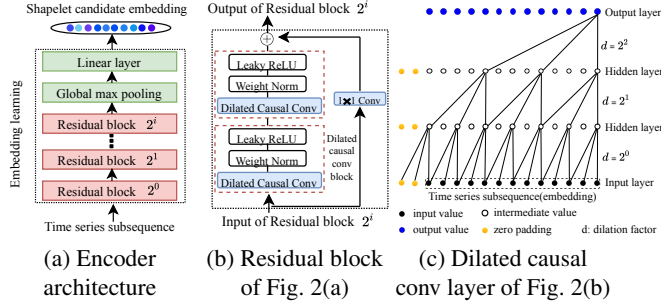 Shapelet candidate embedding
Linear layer
Global max pooling
Residual block 2^i
Residual block 2^1
Residual block 2^0
Embedding learning
Time series subsequence
(a) Encoder
architecture
Output of Residual block 2^i
+
Leaky ReLU
Weight Norm
Dilated Causal Conv
1×1 Conv
Leaky ReLU
Weight Norm
Dilated Causal Conv
Dilated
causal
conv block
Input of Residual block 2^i
(b) Residual block
of Fig. 2(a)
Output layer
d = 2^2
Hidden layer
d = 2^1
Hidden layer
d = 2^0
Input layer
Time series subsequence(embedding)
input value
intermediate value
output value
zero padding
d: dilation factor
(c) Dilated causal
conv layer of Fig. 2(b)